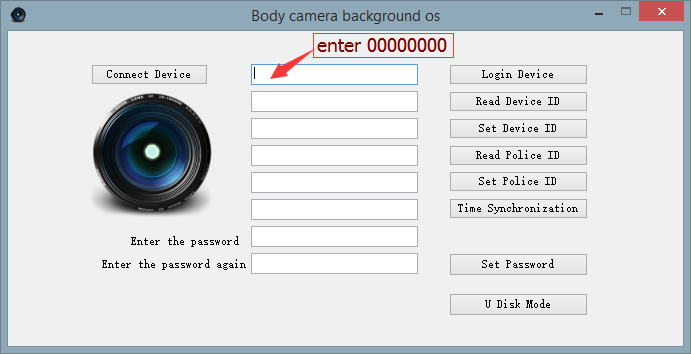 Body camera background os
enter 00000000
Connect Device
Login Device
Read Device ID
Set Device ID
Read Police ID
Set Police ID
Time Synchronization
Enter the password
Enter the password again
Set Password
U Disk Mode